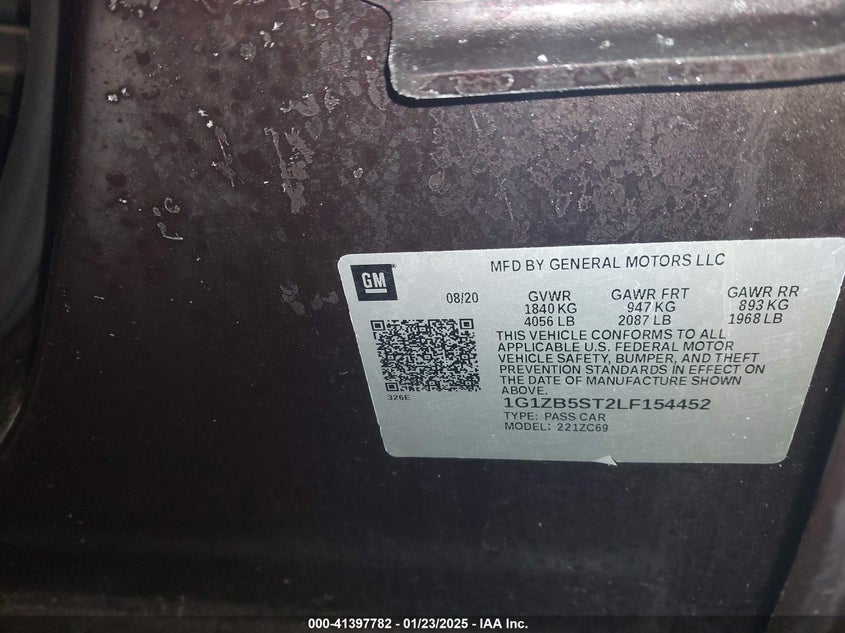 MFD BY GENERAL MOTORS LLC
GM
08/20
GVWR GAWR FRT GAWR RR
1840 KG 947 KG 893 KG
4056 LB 2087 LB 1968 LB
THIS VEHICLE CONFORMS TO ALL
APPLICABLE U.S. FEDERAL MOTOR
VEHICLE SAFETY, BUMPER, AND THEFT
PREVENTION STANDARDS IN EFFECT ON
THE DATE OF MANUFACTURE SHOWN
ABOVE.
326E
1G1ZB5ST2LF154452
TYPE: PASS CAR
MODEL: 221ZC69
000-41397782 - 01/23/2025 - IAA Inc.